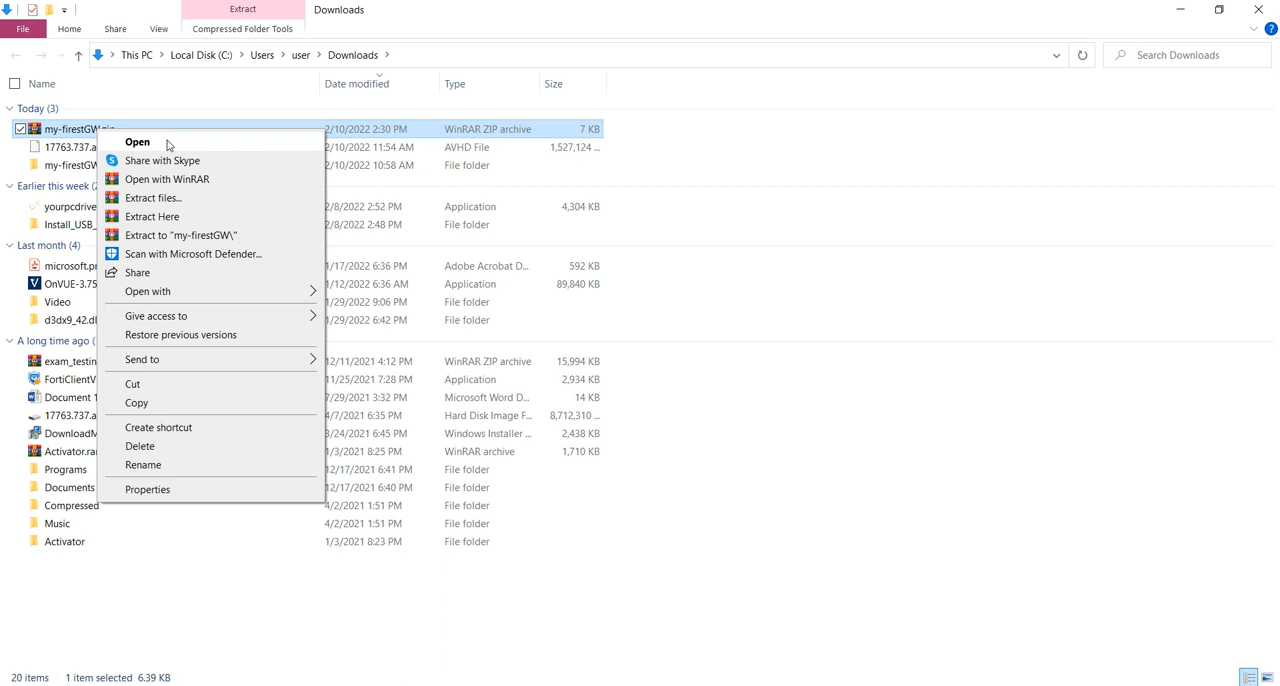 Extract
Downloads
File
Home
Share
View
Compressed Folder Tools
This PC > Local Disk (C:) > Users > user > Downloads >
Search Downloads
Name
Date modified
Type
Size
Today (3)
my-firestGW.zip 2/10/2022 2:30 PM WinRAR ZIP archive 7 KB
17763.737.a 2/10/2022 11:54 AM AVHD File 1,527,124 ...
my-firestGW 2/10/2022 10:58 AM File folder
Earlier this week (
yourpcdrive 2/8/2022 2:52 PM Application 4,304 KB
Install_USB_ 2/8/2022 2:48 PM File folder
Last month (4)
microsoft.p 1/17/2022 6:36 PM Adobe Acrobat D... 592 KB
OnVUE-3.75 1/12/2022 6:36 AM Application 89,840 KB
Video 1/29/2022 9:06 PM File folder
d3dx9_42.dl 1/29/2022 6:42 PM File folder
A long time ago (
exam_testin 12/11/2021 4:12 PM WinRAR ZIP archive 15,994 KB
FortiClientV 11/25/2021 7:28 PM Application 2,934 KB
Document 1 7/29/2021 3:32 PM Microsoft Word D... 14 KB
17763.737.a 4/7/2021 6:35 PM Hard Disk Image F... 8,712,310 ...
DownloadM 3/24/2021 6:45 PM Windows Installer ... 2,438 KB
Activator.ra 1/3/2021 8:25 PM WinRAR archive 1,710 KB
Programs 12/17/2021 6:41 PM File folder
Documents 12/17/2021 6:40 PM File folder
Compressed 4/2/2021 1:51 PM File folder
Music 4/2/2021 1:51 PM File folder
Activator 1/3/2021 8:23 PM File folder
Open
Share with Skype
Open with WinRAR
Extract files...
Extract Here
Extract to "my-firestGW\"
Scan with Microsoft Defender...
Share
Open with
Give access to
Restore previous versions
Send to
Cut
Copy
Create shortcut
Delete
Rename
Properties
20 items 1 item selected 6.39 KB